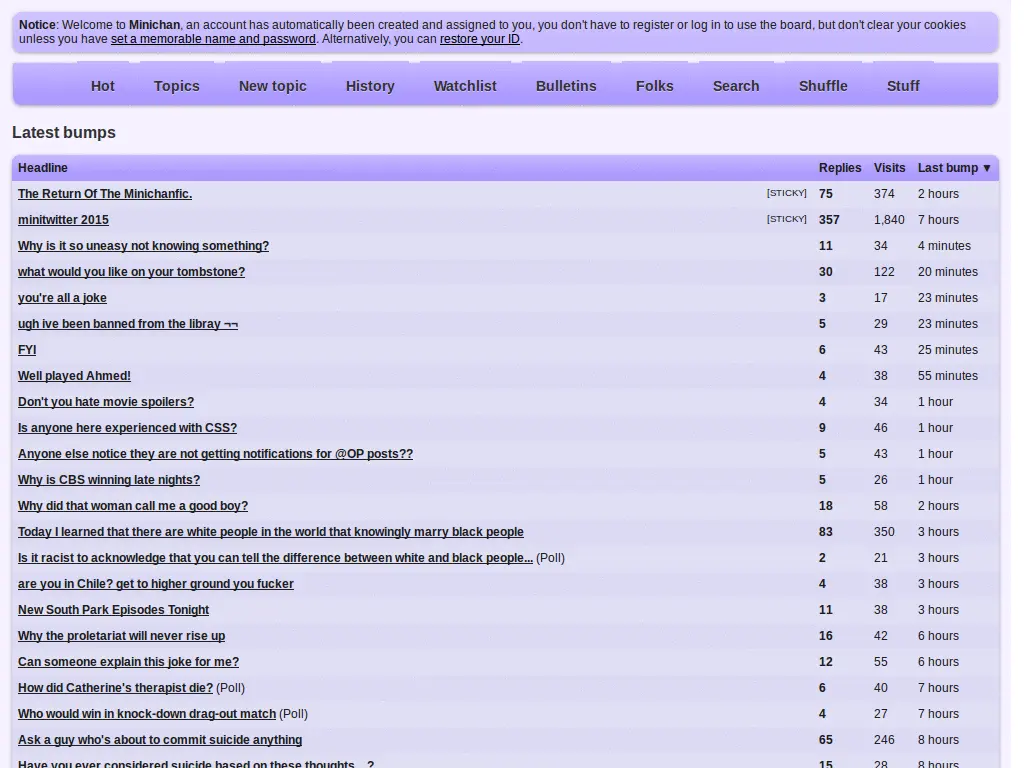 Notice: Welcome to Minichan, an account has automatically been created and assigned to you, you don't have to register or log in to use the board, but don't clear your cookies
unless you have set a memorable name and password. Alternatively, you can restore your ID.
Hot Topics New topic History Watchlist Bulletins Folks Search Shuffle Stuff
Latest bumps
Headline Replies Visits Last bump ▼
The Return Of The Minichanfic. [STICKY] 75 374 2 hours
minitwitter 2015 [STICKY] 357 1,840 7 hours
Why is it so uneasy not knowing something? 11 34 4 minutes
what would you like on your tombstone? 30 122 20 minutes
you're all a joke 3 17 23 minutes
ugh ive been banned from the libray ¬¬ 5 29 23 minutes
FYI 6 43 25 minutes
Well played Ahmed! 4 38 55 minutes
Don't you hate movie spoilers? 4 34 1 hour
Is anyone here experienced with CSS? 9 46 1 hour
Anyone else notice they are not getting notifications for @OP posts?? 5 43 1 hour
Why is CBS winning late nights? 5 26 1 hour
Why did that woman call me a good boy? 18 58 2 hours
Today I learned that there are white people in the world that knowingly marry black people 83 350 3 hours
Is it racist to acknowledge that you can tell the difference between white and black people... (Poll) 2 21 3 hours
are you in Chile? get to higher ground you fucker 4 38 3 hours
New South Park Episodes Tonight 11 38 3 hours
Why the proletariat will never rise up 16 42 6 hours
Can someone explain this joke for me? 12 55 6 hours
How did Catherine's therapist die? (Poll) 6 40 7 hours
Who would win in knock-down drag-out match (Poll) 4 27 7 hours
Ask a guy who's about to commit suicide anything 65 246 8 hours
Have you ever considered suicide based on these thoughts...? 15 28 8 hours